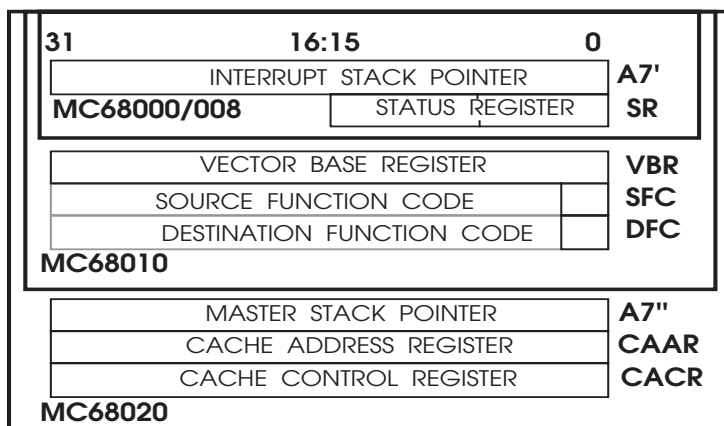 31 16:15 0
INTERRUPT STACK POINTER A7'
MC68000/008 STATUS REGISTER SR
VECTOR BASE REGISTER VBR
SOURCE FUNCTION CODE SFC
DESTINATION FUNCTION CODE DFC
MC68010
MASTER STACK POINTER A7"
CACHE ADDRESS REGISTER CAAR
CACHE CONTROL REGISTER CACR
MC68020